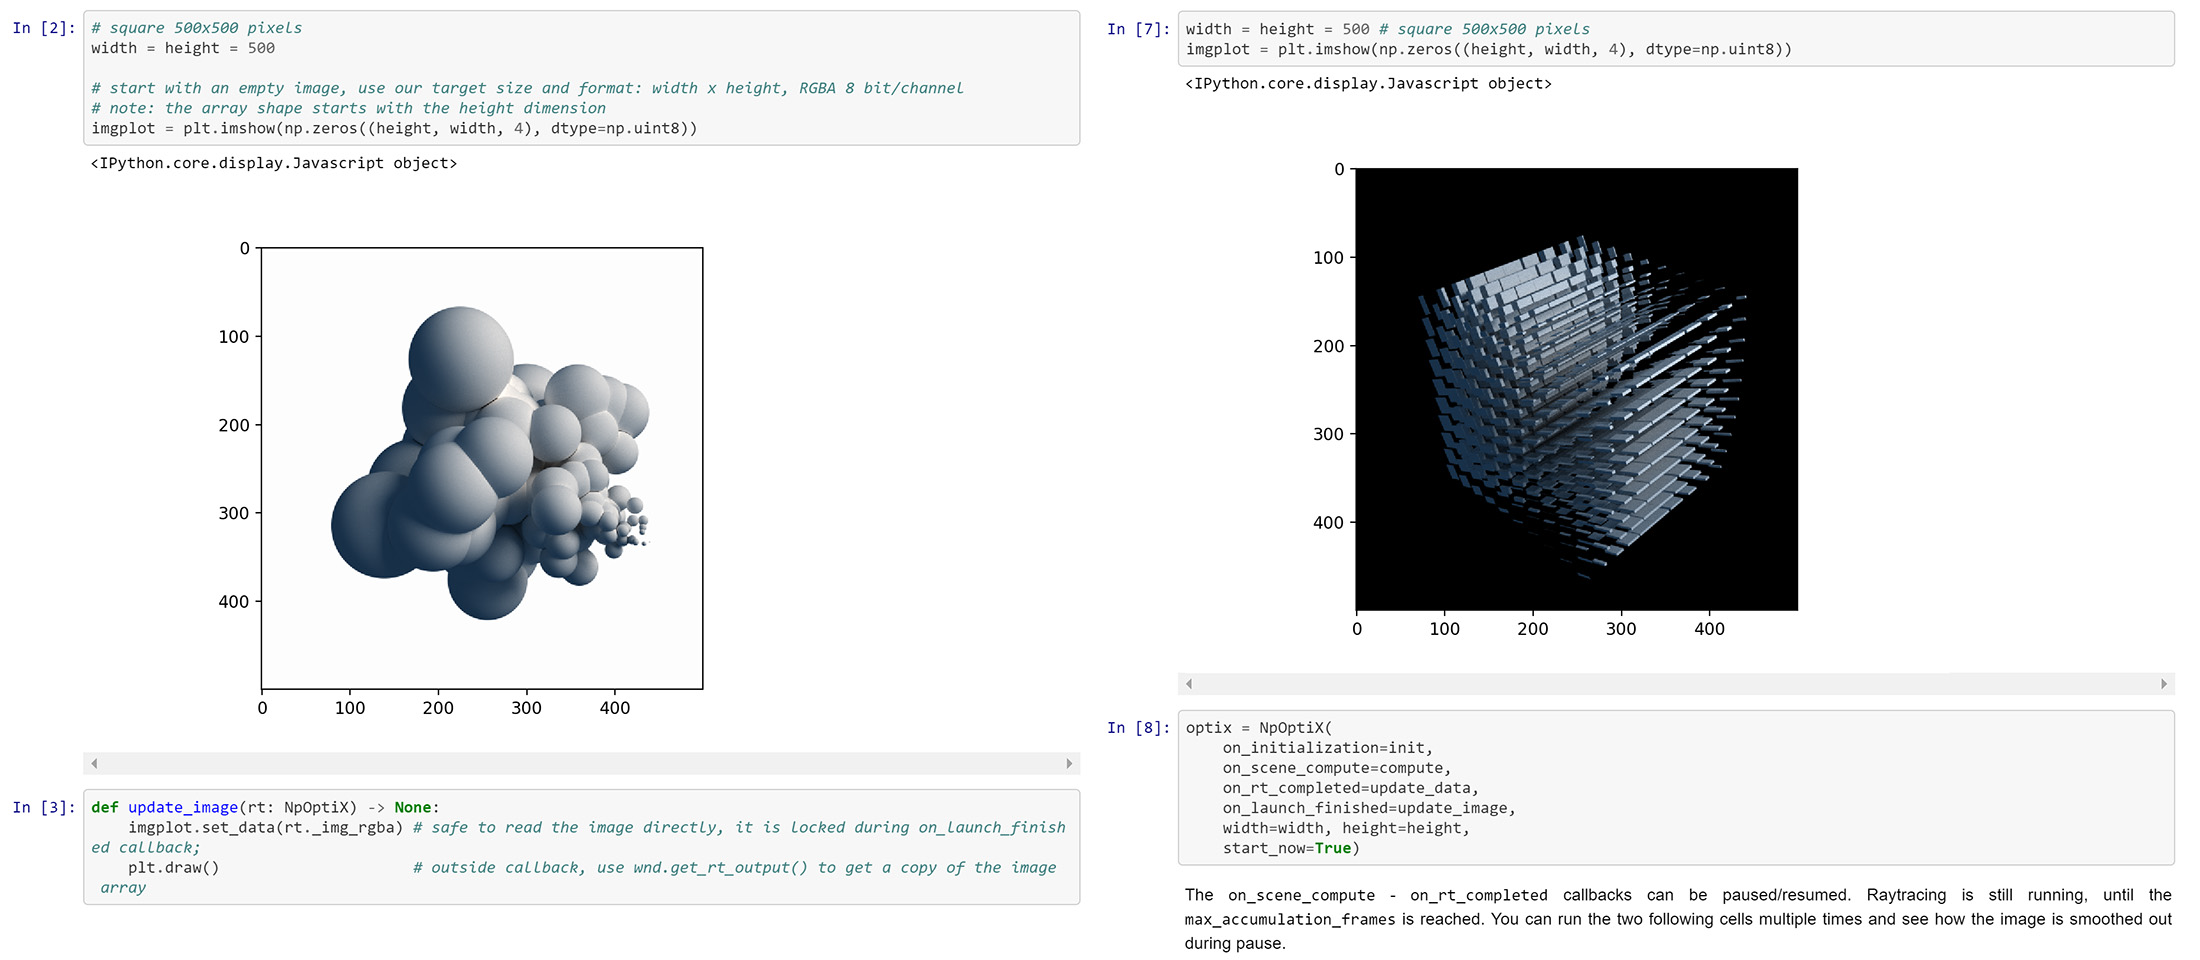 In [2]:
# square 500x500 pixels
width = height = 500
# start with an empty image, use our target size and format: width x height, RGBA 8 bit/channel
# note: the array shape starts with the height dimension
imgplot = plt.imshow(np.zeros((height, width, 4), dtype=np.uint8))
<IPython.core.display.Javascript object>
0
100
200
300
400
0 100 200 300 400
In [3]:
def update_image(rt: NpOptiX) -> None:
    imgplot.set_data(rt._img_rgba) # safe to read the image directly, it is locked during on_launch_finish
ed callback;
    plt.draw()                     # outside callback, use wnd.get_rt_output() to get a copy of the image
 array
In [7]:
width = height = 500 # square 500x500 pixels
imgplot = plt.imshow(np.zeros((height, width, 4), dtype=np.uint8))
<IPython.core.display.Javascript object>
0
100
200
300
400
0 100 200 300 400
In [8]:
optix = NpOptiX(
    on_initialization=init,
    on_scene_compute=compute,
    on_rt_completed=update_data,
    on_launch_finished=update_image,
    width=width, height=height,
    start_now=True)
The on_scene_compute - on_rt_completed callbacks can be paused/resumed. Raytracing is still running, until the
max_accumulation_frames is reached. You can run the two following cells multiple times and see how the image is smoothed out
during pause.